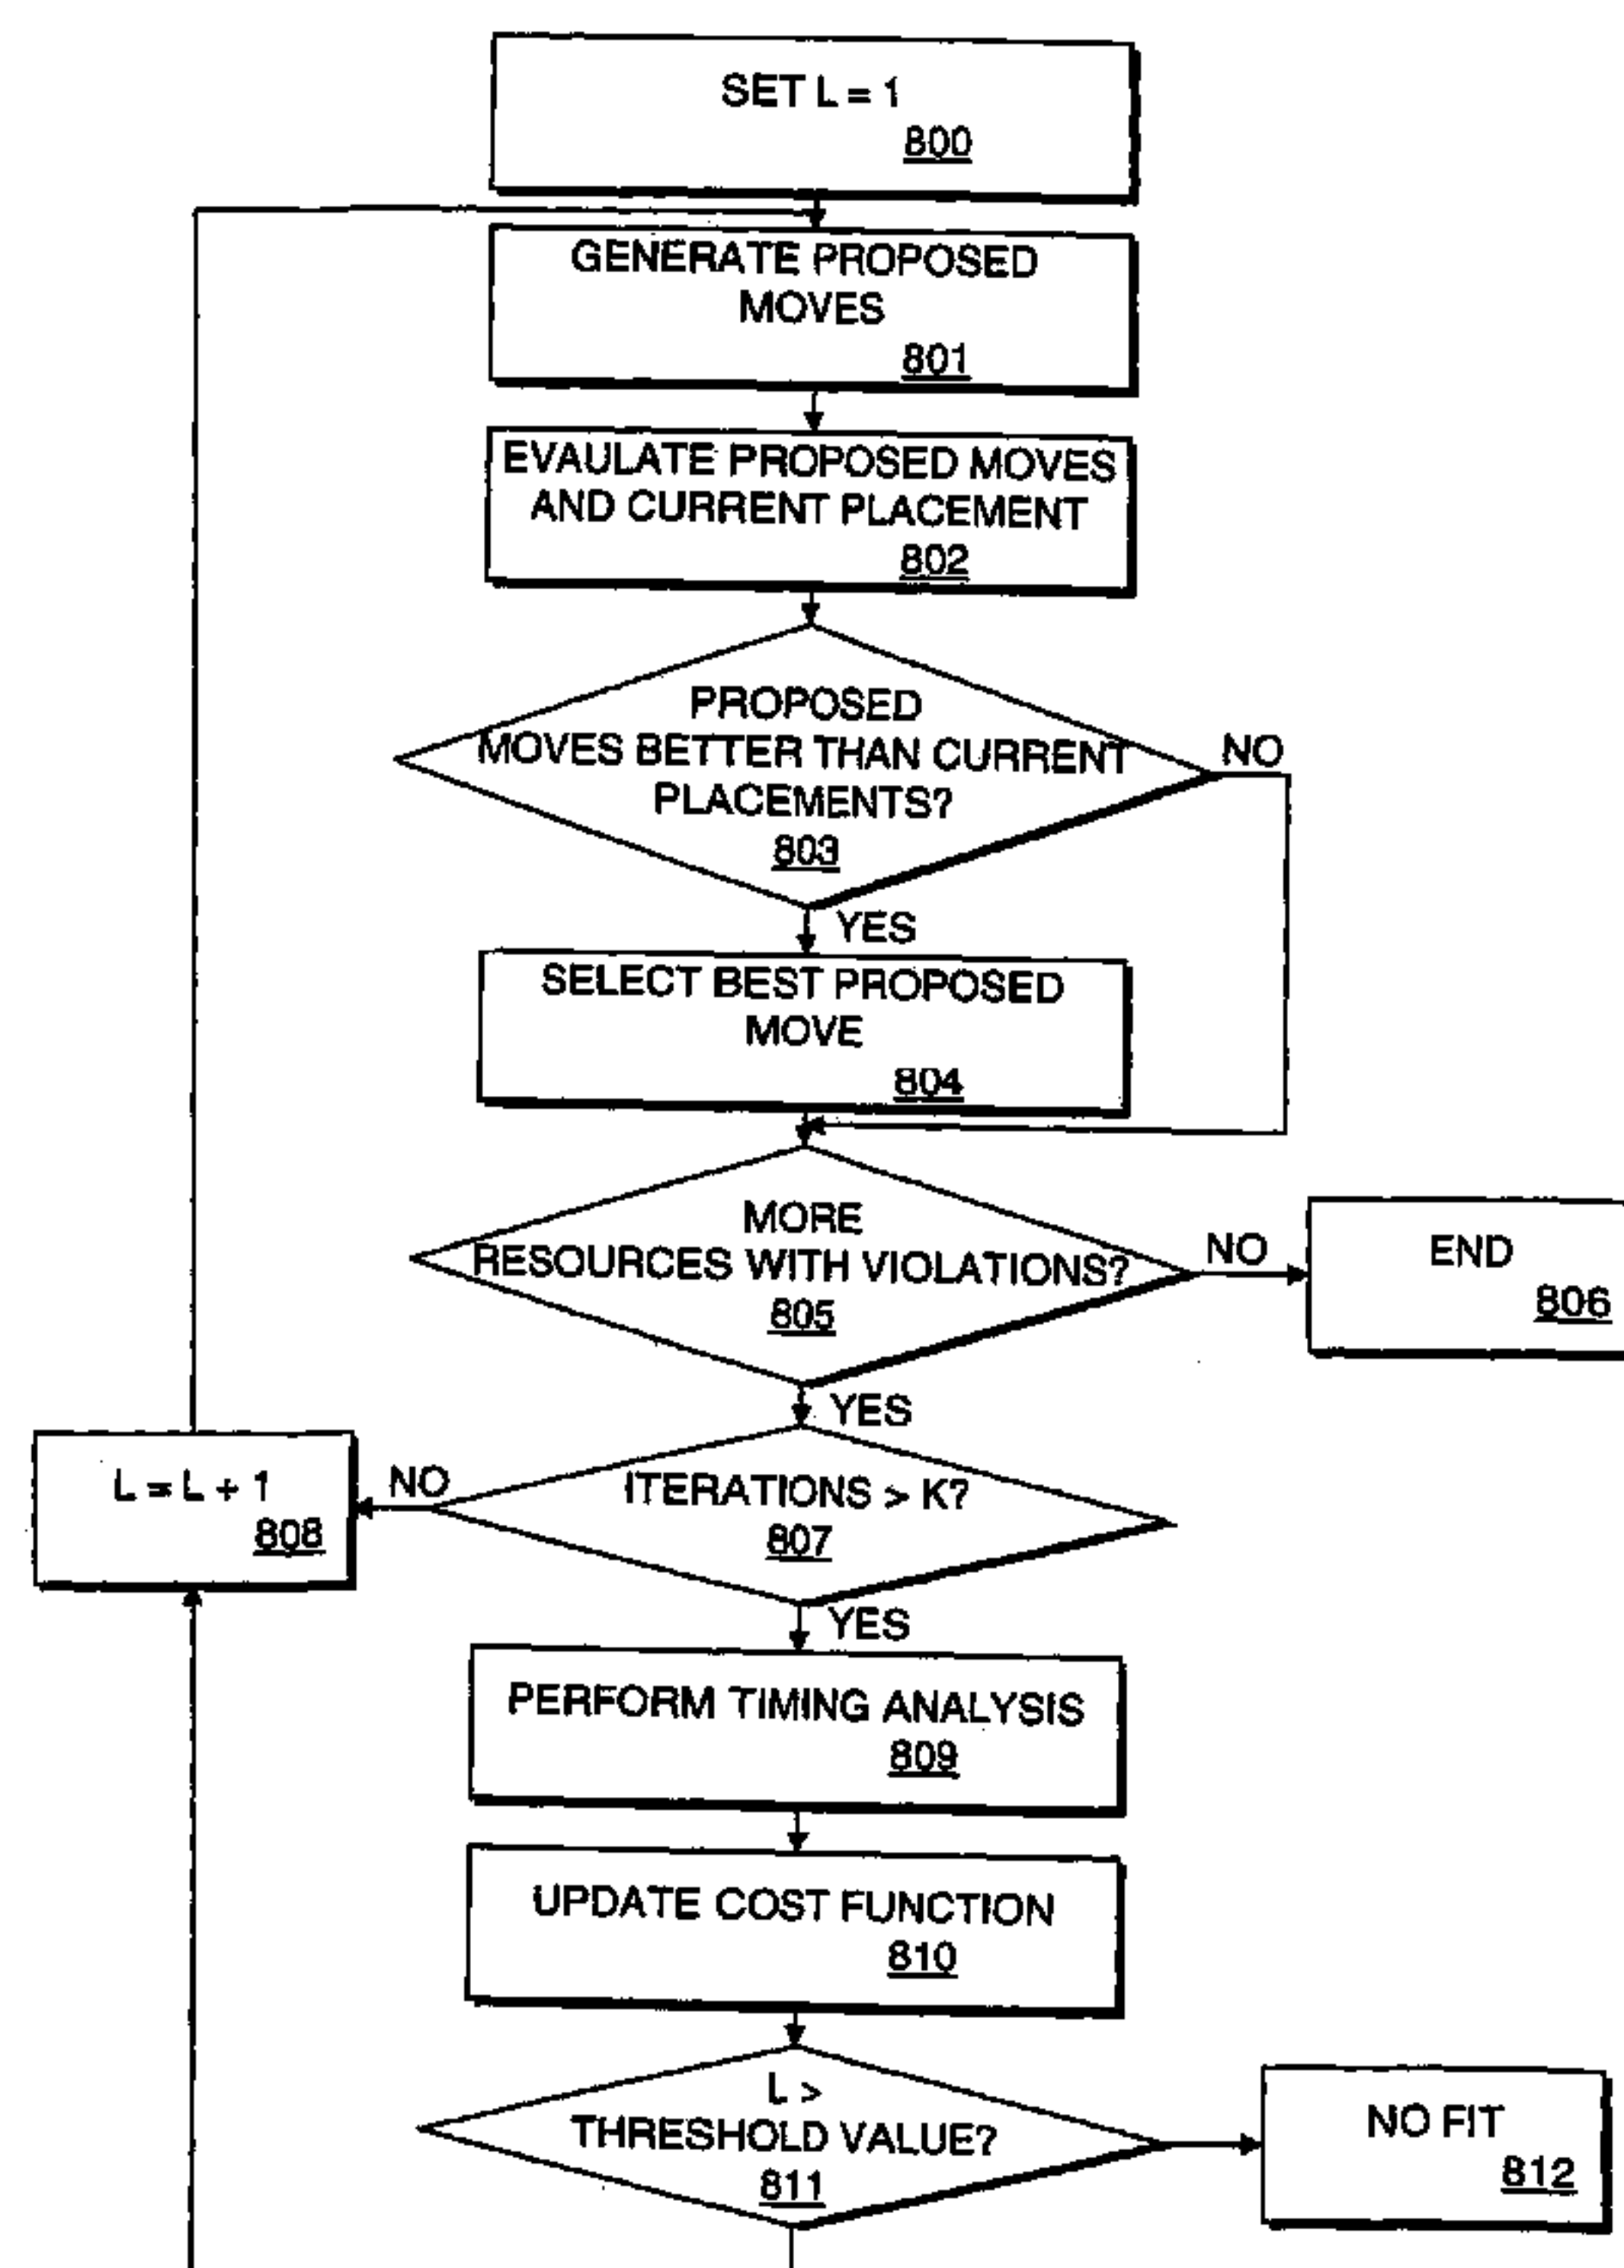 SET L = 1
800
GENERATE PROPOSED
MOVES
801
EVAULATE PROPOSED MOVES
AND CURRENT PLACEMENT
802
PROPOSED
MOVES BETTER THAN CURRENT
PLACEMENTS?
803
NO
YES
SELECT BEST PROPOSED
MOVE
804
MORE
RESOURCES WITH VIOLATIONS?
805
NO
END
806
YES
ITERATIONS > K?
807
NO
L = L + 1
808
YES
PERFORM TIMING ANALYSIS
809
UPDATE COST FUNCTION
810
L >
THRESHOLD VALUE?
811
NO FIT
812